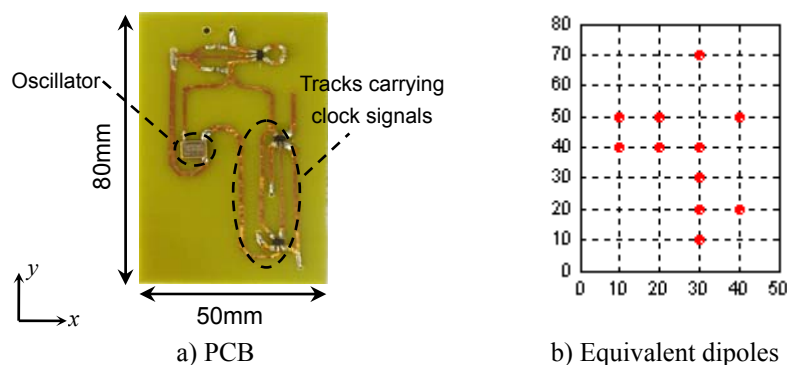 Oscillator
Tracks carrying
clock signals
80mm
50mm
y
x
a) PCB
80
70
60
50
40
30
20
10
0
0 10 20 30 40 50
b) Equivalent dipoles